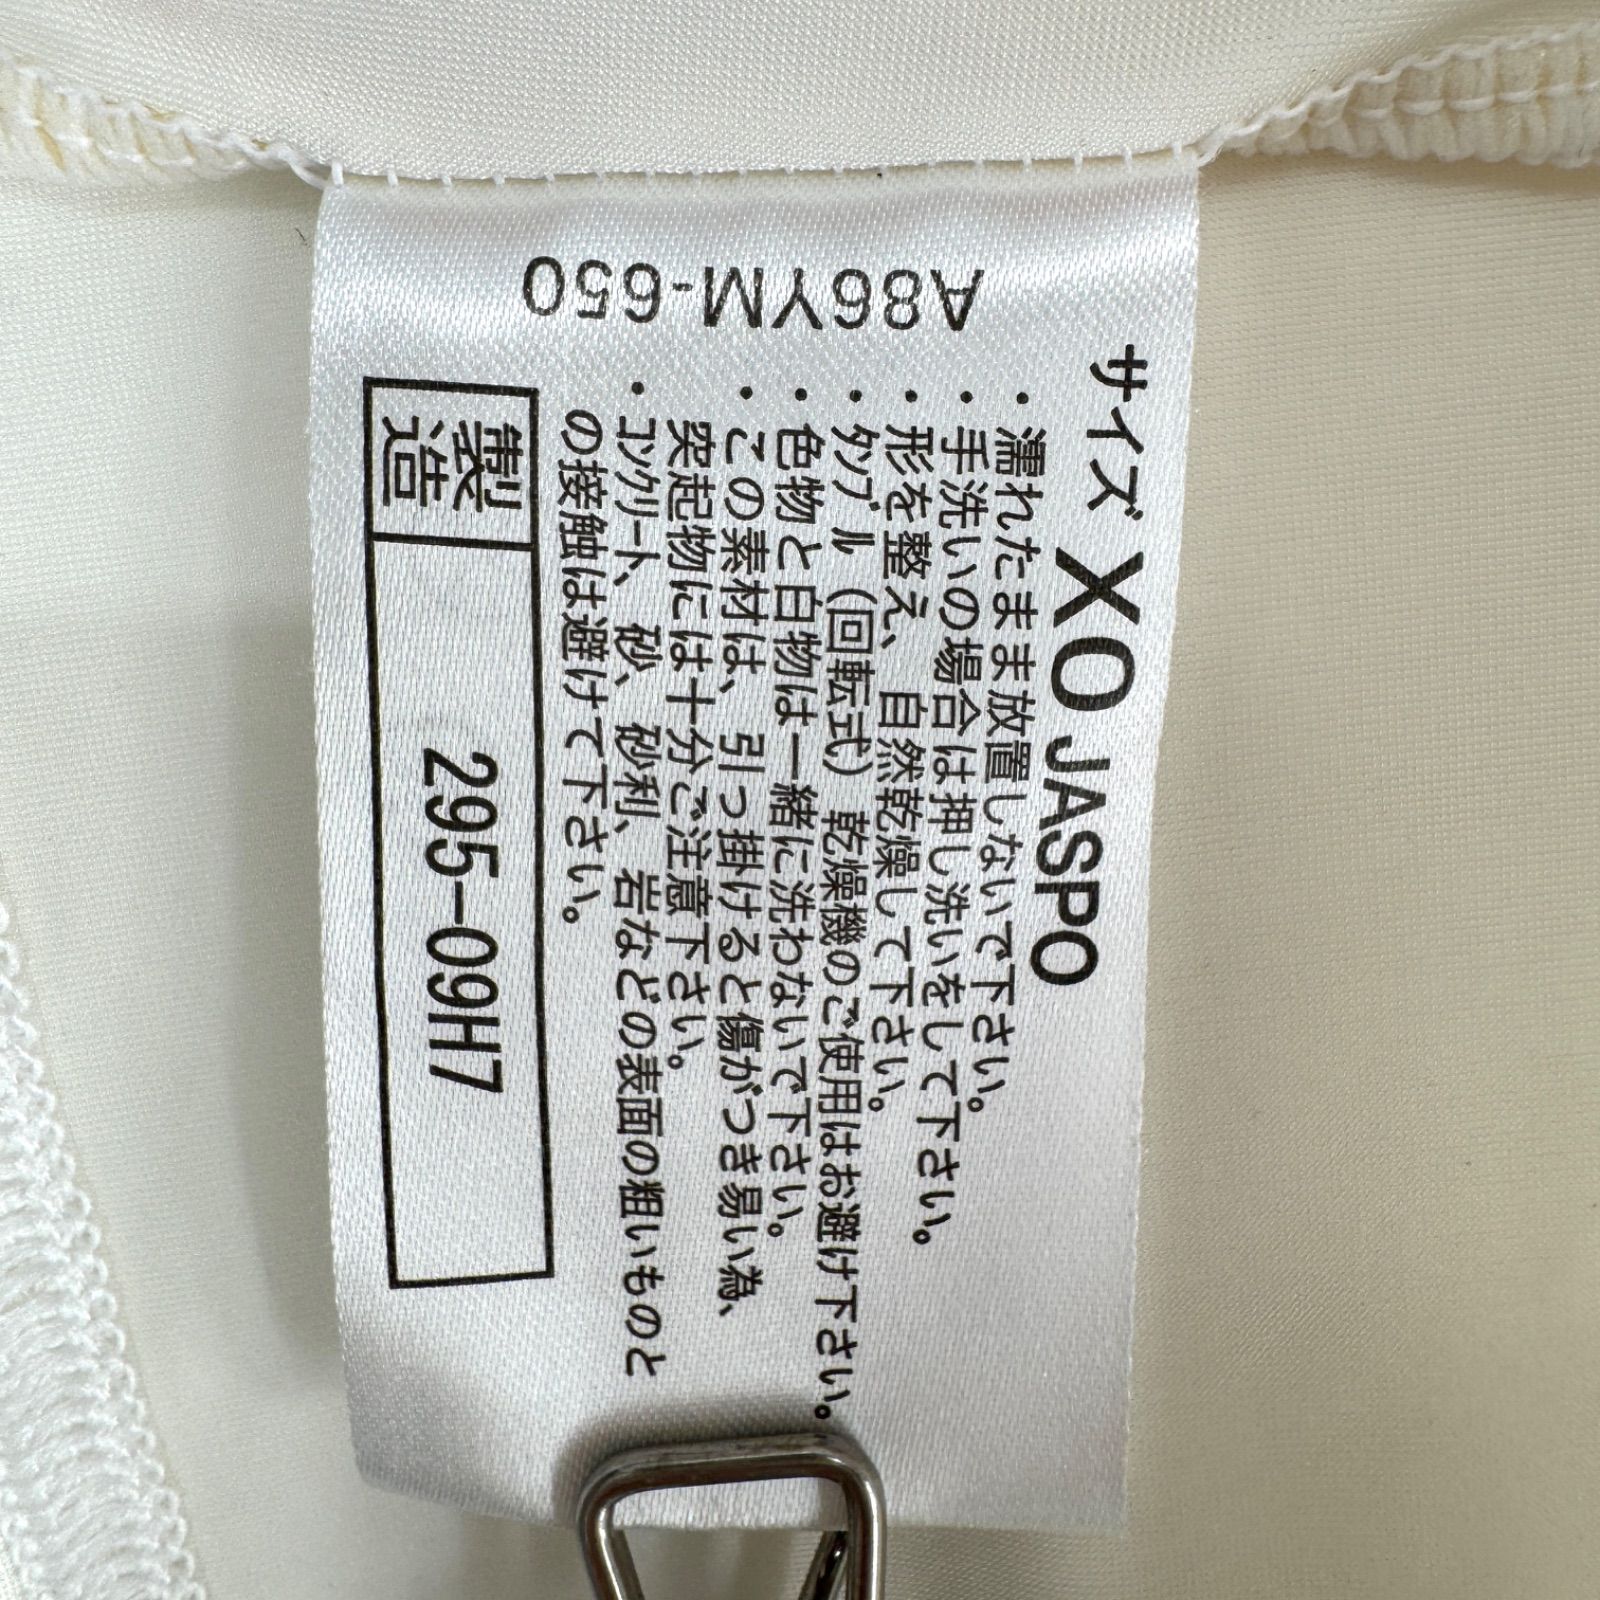 A86YM-650
サイズ XO JASPO
・濡れたまま放置しないで下さい。
・手洗いの場合は押し洗いをして下さい。
・形を整え、自然乾燥して下さい。
・タンブル（回転式）乾燥機のご使用はお避け下さい。
・色物と白物は一緒に洗わないで下さい。
・この素材は、引っ掛けると傷がつき易い為、
突起物には十分ご注意下さい。
・コンクリート、砂、砂利、岩などの表面の粗いものと
の接触は避けて下さい。
製造 295-09H7